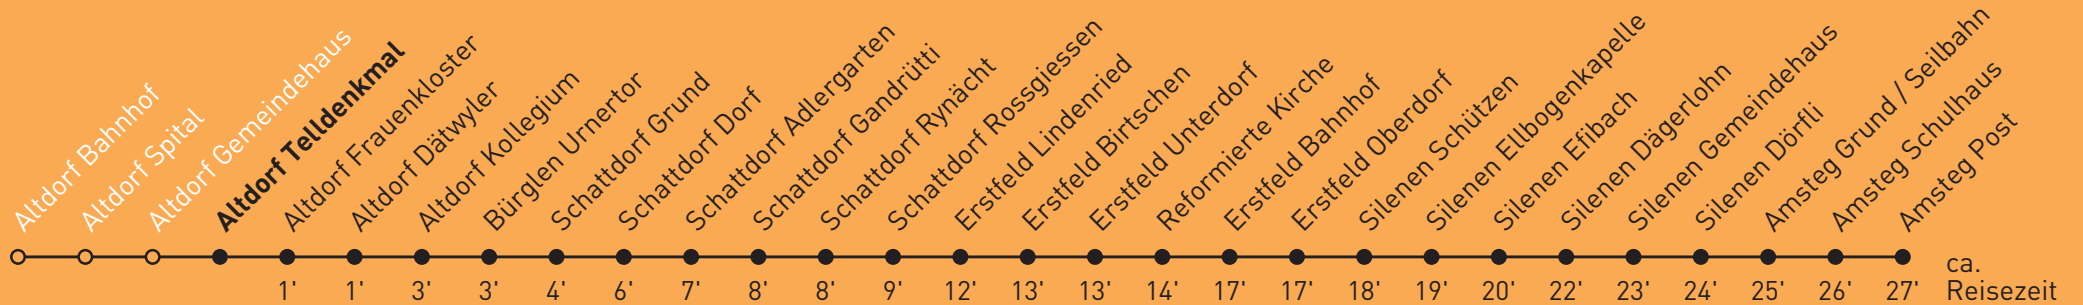 Altdorf Bahnhof
Altdorf Spital
Altdorf Gemeindehaus
Altdorf Telldenkmal
Altdorf Frauenkloster
Altdorf Dätwyler
Altdorf Kollegium
Bürglen Urnertor
Schattdorf Grund
Schattdorf Dorf
Schattdorf Adlergarten
Schattdorf Gandrütti
Schattdorf Rynächt
Schattdorf Rossgiessen
Erstfeld Lindenried
Erstfeld Birtschen
Erstfeld Unterdorf
Reformierte Kirche
Erstfeld Bahnhof
Erstfeld Oberdorf
Silenen Schützen
Silenen Ellbogenkapelle
Silenen Efibach
Silenen Dägerlohn
Silenen Gemeindehaus
Silenen Dörfli
Amsteg Grund / Seilbahn
Amsteg Schulhaus
Amsteg Post
1' 1' 3' 3' 4' 6' 7' 8' 8' 9' 12' 13' 13' 14' 17' 17' 18' 19' 20' 22' 23' 24' 25' 26' 27'
ca.
Reisezeit